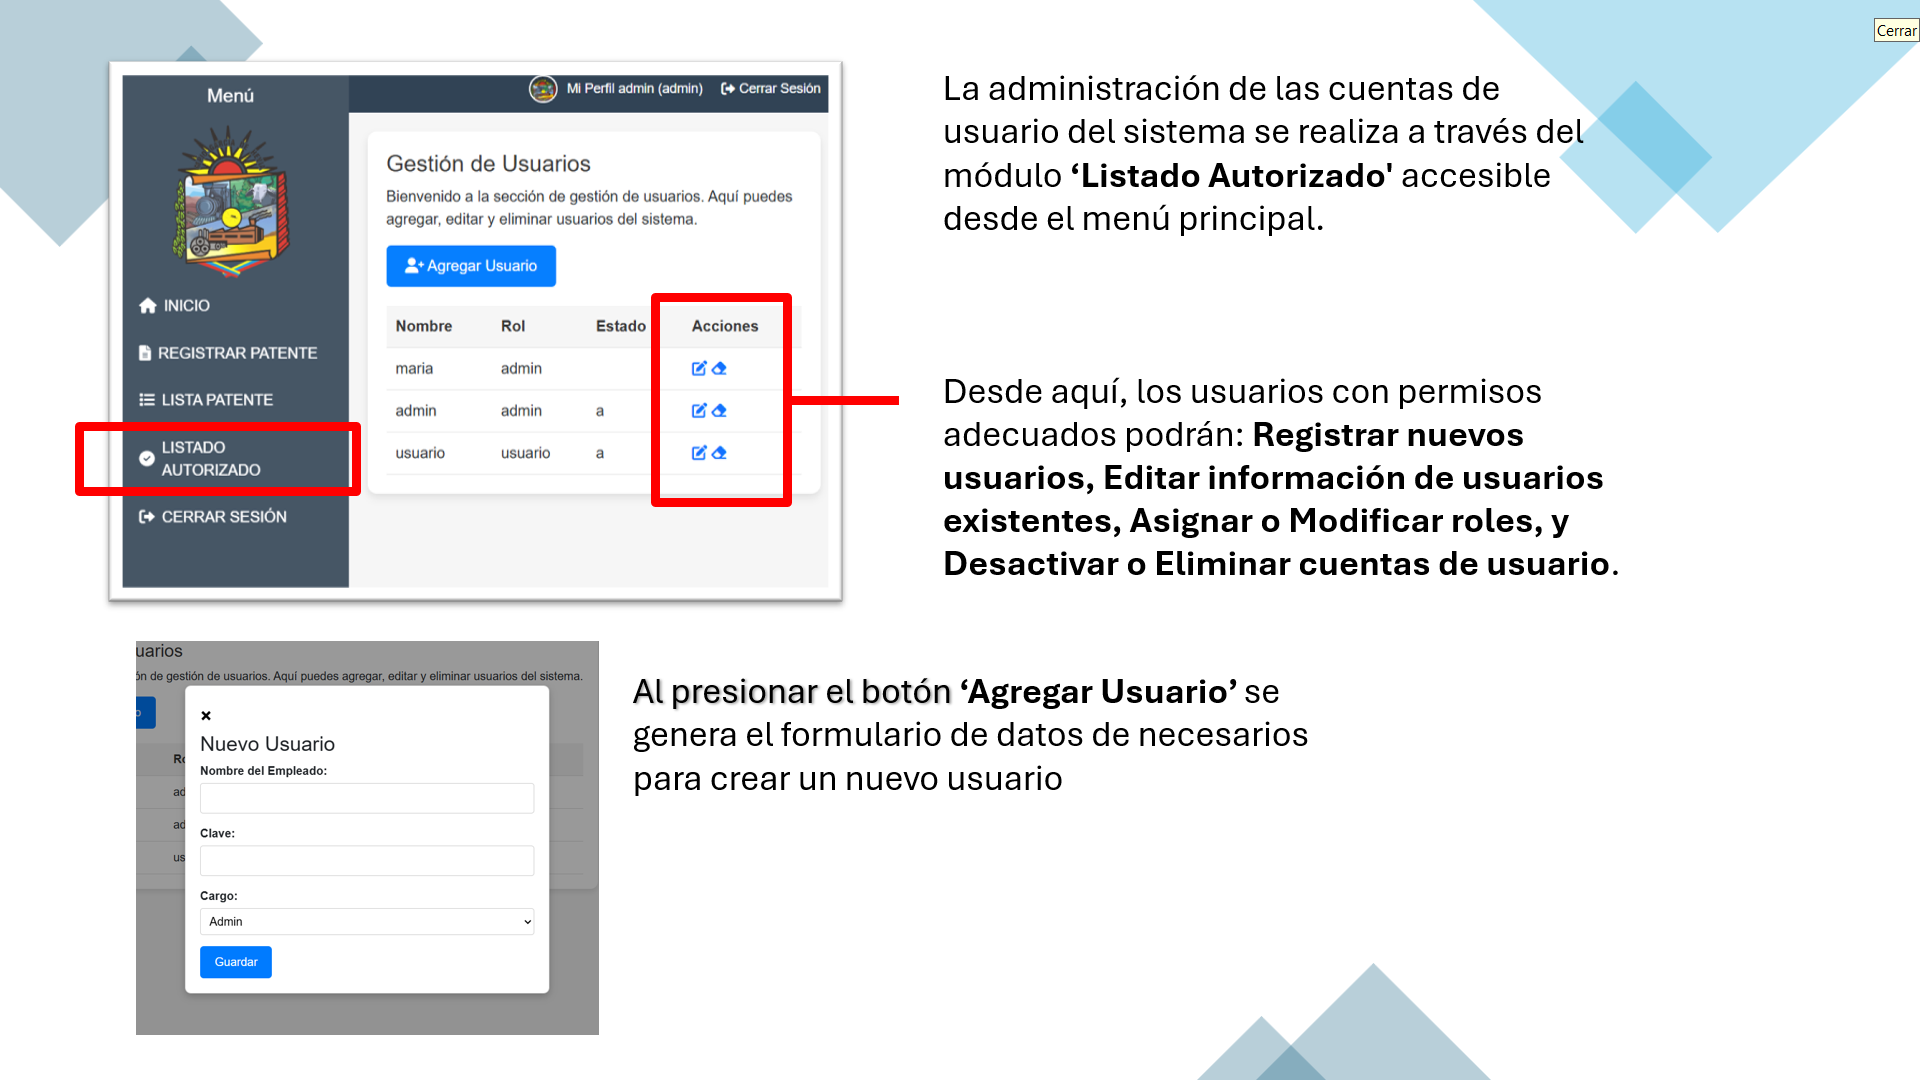 Cerrar
Menú
Mi Perfil admin (admin) Cerrar Sesión
INICIO
REGISTRAR PATENTE
LISTA PATENTE
LISTADO
AUTORIZADO
CERRAR SESIÓN
Gestión de Usuarios
Bienvenido a la sección de gestión de usuarios. Aquí puedes
agregar, editar y eliminar usuarios del sistema.
Agregar Usuario
Nombre Rol Estado Acciones
maria admin
admin admin a
usuario usuario a
La administración de las cuentas de
usuario del sistema se realiza a través del
módulo ‘Listado Autorizado' accesible
desde el menú principal.
Desde aquí, los usuarios con permisos
adecuados podrán: Registrar nuevos
usuarios, Editar información de usuarios
existentes, Asignar o Modificar roles, y
Desactivar o Eliminar cuentas de usuario.
uarios
ón de gestión de usuarios. Aquí puedes agregar, editar y eliminar usuarios del sistema.
o
Ro
ad
ad
us
Nuevo Usuario
Nombre del Empleado:
Clave:
Cargo:
Admin
Guardar
Al presionar el botón ‘Agregar Usuario’ se
genera el formulario de datos de necesarios
para crear un nuevo usuario